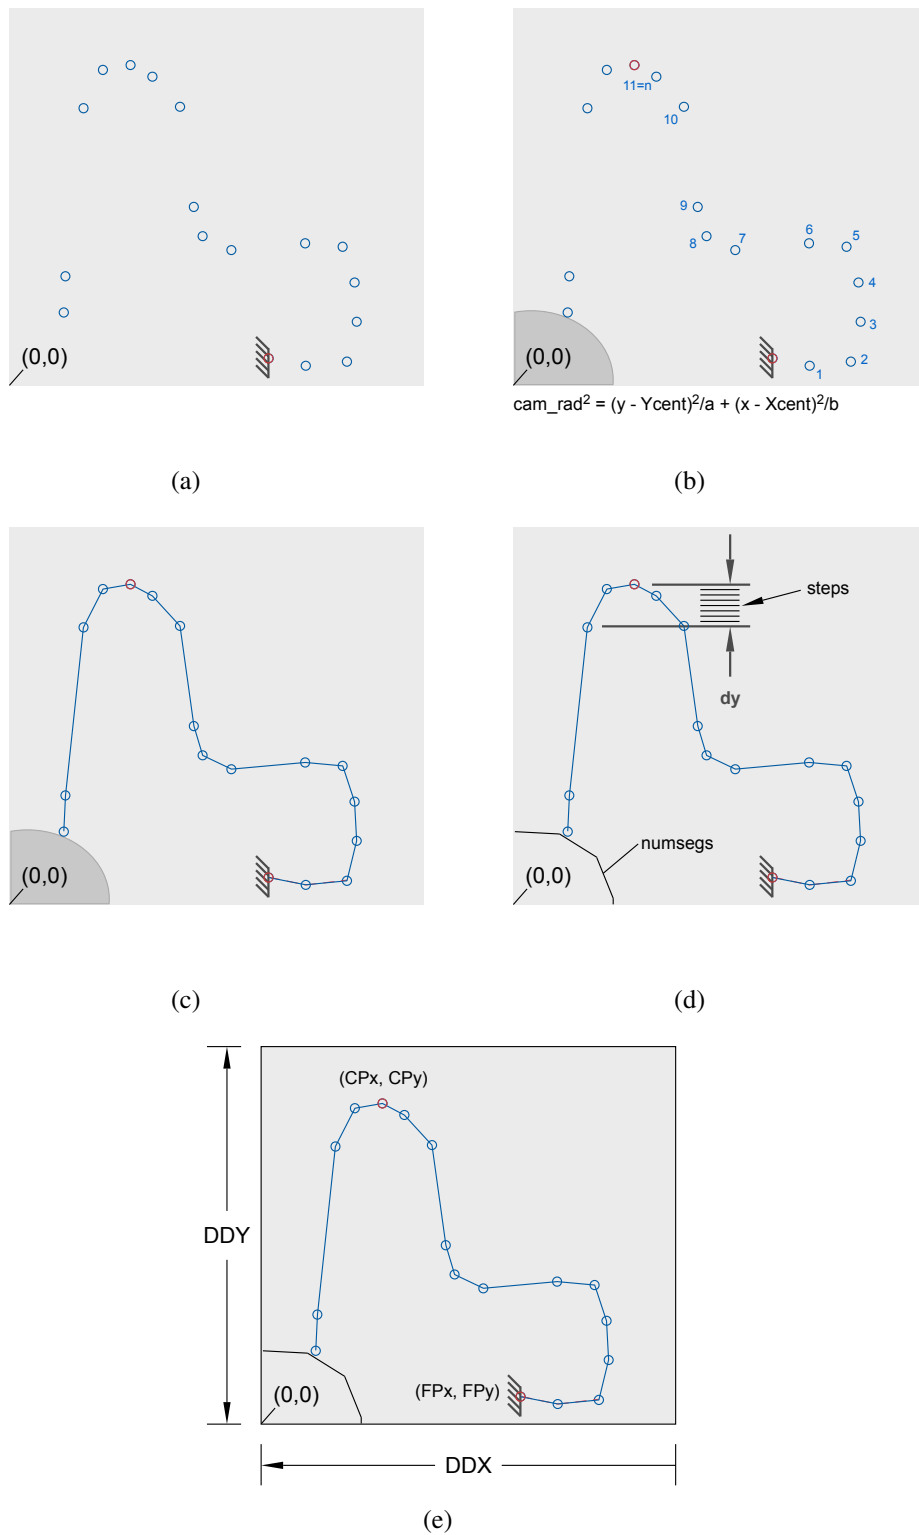 (0,0)
(a)
11=n
10
9
8
7
6
5
4
3
2
1
(0,0)
cam_rad² = (y - Ycent)²/a + (x - Xcent)²/b
(b)
(0,0)
(c)
steps
dy
numsegs
(0,0)
(d)
(CPx, CPy)
DDY
(FPx, FPy)
(0,0)
DDX
(e)